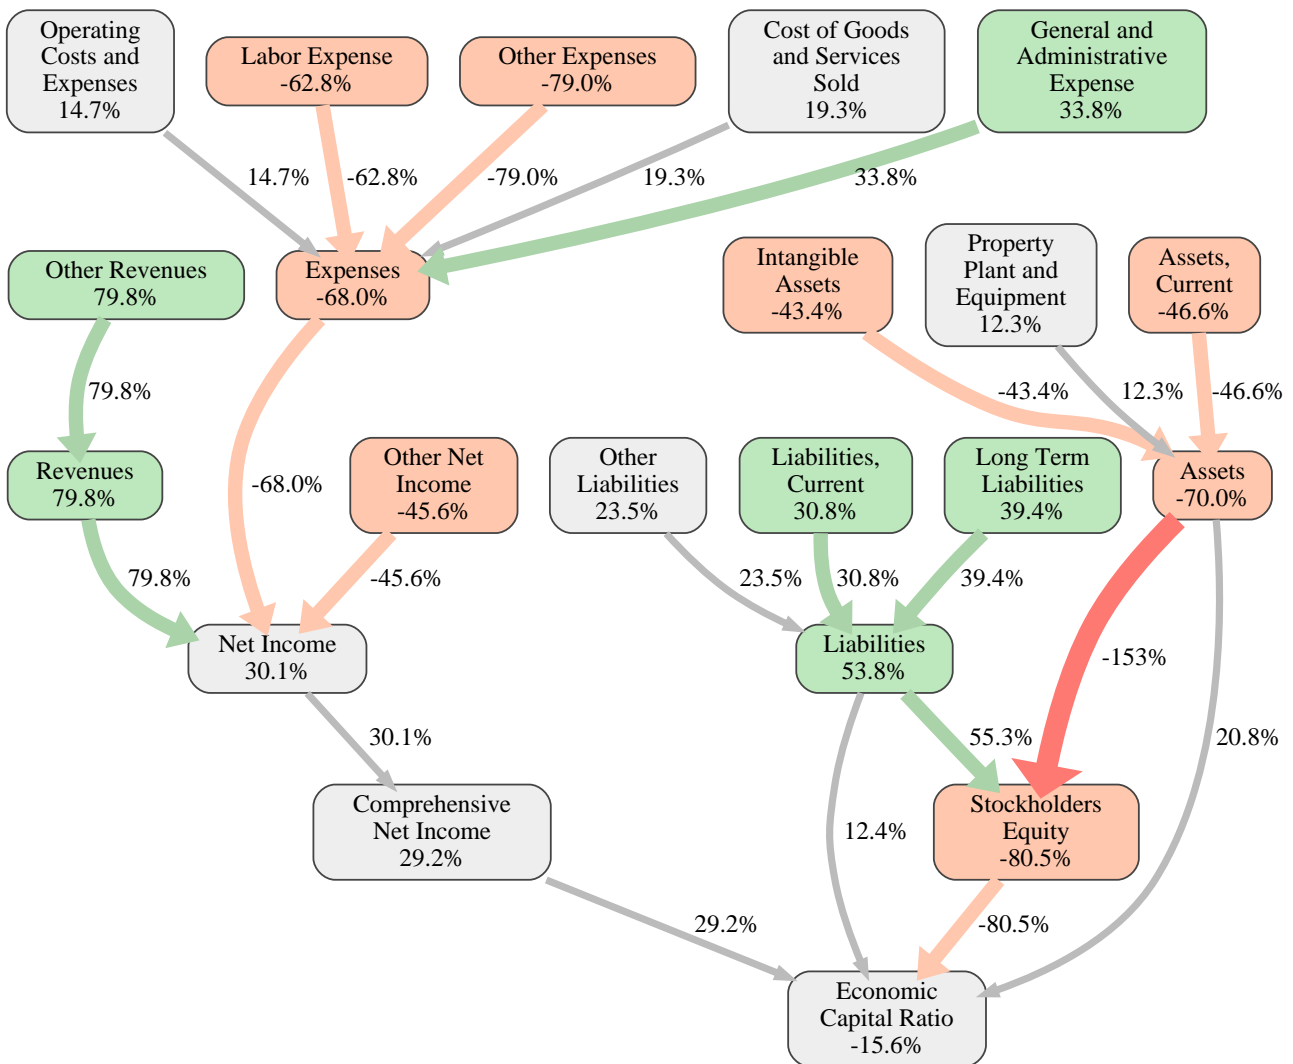 Operating
Costs and
Expenses
14.7%
Labor Expense
-62.8%
Other Expenses
-79.0%
Cost of Goods
and Services
Sold
19.3%
General and
Administrative
Expense
33.8%
14.7%
-62.8%
-79.0%
19.3%
33.8%
Other Revenues
79.8%
Expenses
-68.0%
Intangible
Assets
-43.4%
Property
Plant and
Equipment
12.3%
Assets,
Current
-46.6%
79.8%
-43.4%
12.3%
-46.6%
Revenues
79.8%
-68.0%
Other Net
Income
-45.6%
Other
Liabilities
23.5%
Liabilities,
Current
30.8%
Long Term
Liabilities
39.4%
Assets
-70.0%
79.8%
-45.6%
23.5%
30.8%
39.4%
Net Income
30.1%
Liabilities
53.8%
-153%
30.1%
55.3%
20.8%
Comprehensive
Net Income
29.2%
12.4%
Stockholders
Equity
-80.5%
29.2%
-80.5%
Economic
Capital Ratio
-15.6%